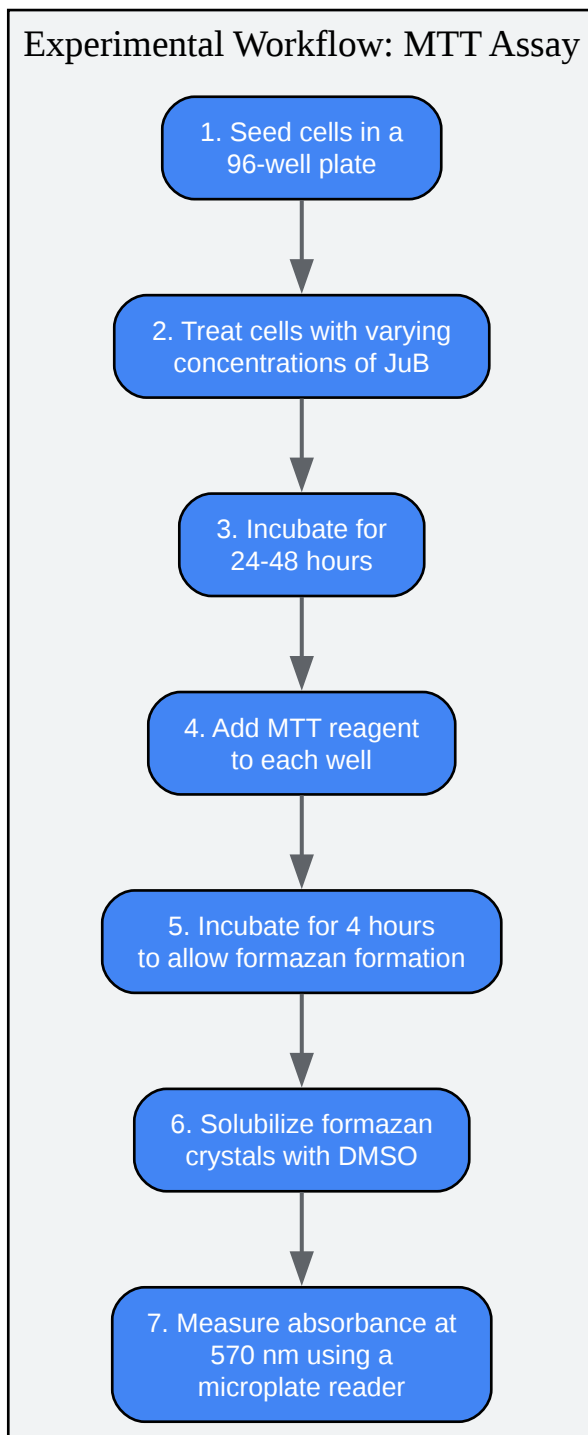 Experimental Workflow: MTT Assay
1. Seed cells in a
96-well plate
2. Treat cells with varying
concentrations of JuB
3. Incubate for
24-48 hours
4. Add MTT reagent
to each well
5. Incubate for 4 hours
to allow formazan formation
6. Solubilize formazan
crystals with DMSO
7. Measure absorbance at
570 nm using a
microplate reader